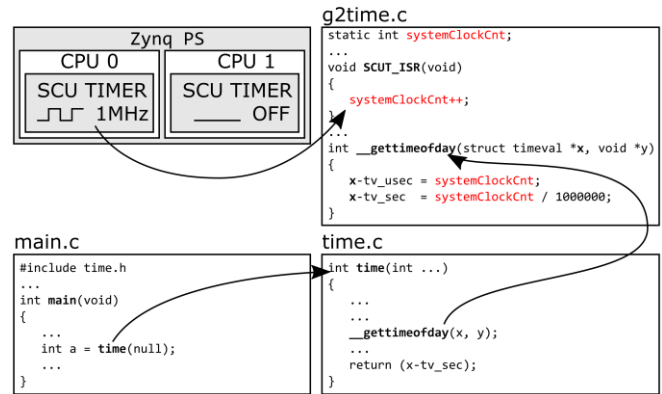 Zynq PS
CPU 0
SCU TIMER
1MHz
CPU 1
SCU TIMER
OFF
g2time.c
static int systemClockCnt;
...
void SCUT_ISR(void)
{
systemClockCnt++;
}
...
int __gettimeofday(struct timeval *x, void *y)
{
x-tv_usec = systemClockCnt;
x-tv_sec = systemClockCnt / 1000000;
}
main.c
#include time.h
...
int main(void)
{
...
int a = time(null);
...
}
time.c
int time(int ...)
{
...
...
__gettimeofday(x, y);
...
return (x-tv_sec);
}